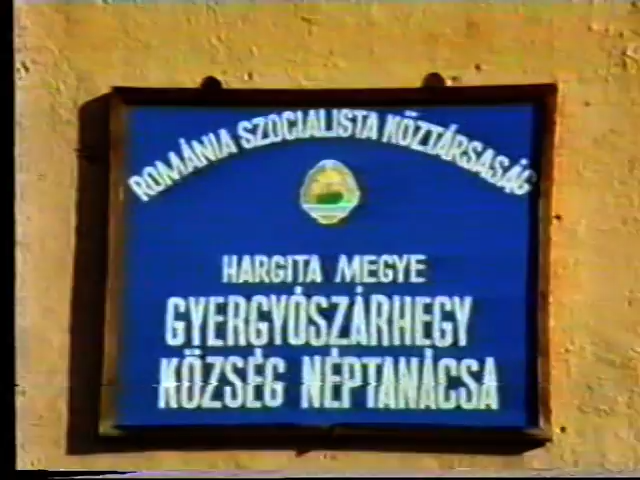 ROMÁNIA SZOCIALISTA KÖZTÁRSASÁG
HARGITA MEGYE
GYERGYÓSZÁRHEGY
KÖZSÉG NÉPTANÁCSA